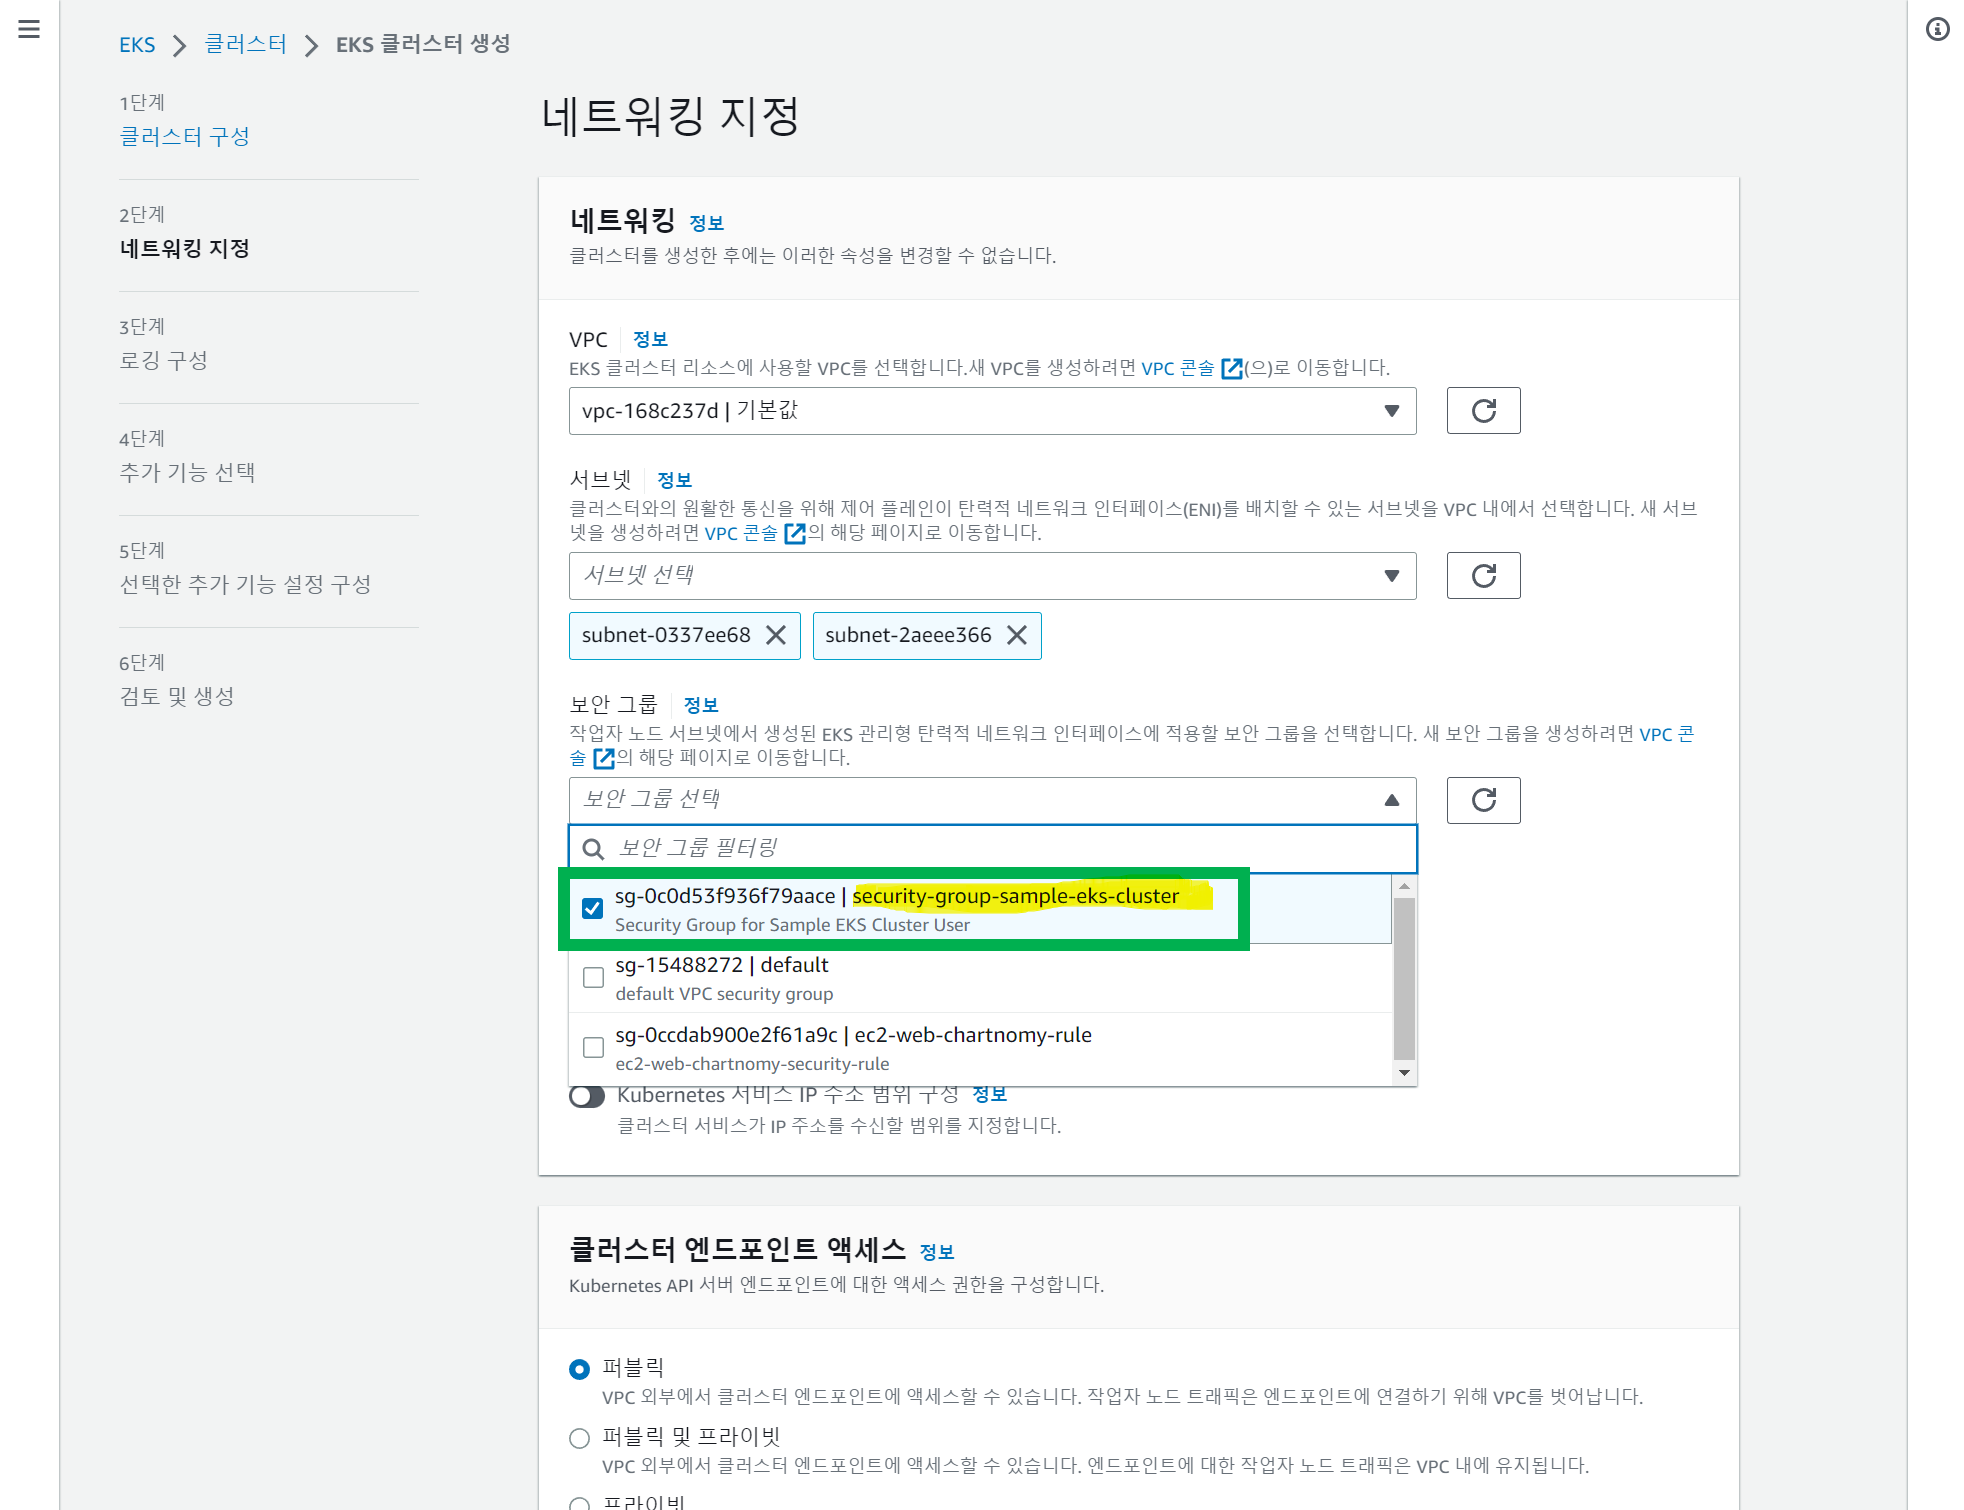 EKS > 클러스터 > EKS 클러스터 생성
1단계
클러스터 구성
2단계
네트워킹 지정
3단계
로깅 구성
4단계
추가 기능 선택
5단계
선택한 추가 기능 설정 구성
6단계
검토 및 생성
네트워킹 지정
네트워킹 정보
클러스터를 생성한 후에는 이러한 속성을 변경할 수 없습니다.
VPC 정보
EKS 클러스터 리소스에 사용할 VPC를 선택합니다.새 VPC를 생성하려면 VPC 콘솔 (으)로 이동합니다.
vpc-168c237d | 기본값
서브넷 정보
클러스터와의 원활한 통신을 위해 제어 플레인이 탄력적 네트워크 인터페이스(ENI)를 배치할 수 있는 서브넷을 VPC 내에서 선택합니다. 새 서브
넷을 생성하려면 VPC 콘솔 의 해당 페이지로 이동합니다.
서브넷 선택
subnet-0337ee68 subnet-2aeee366
보안 그룹 정보
작업자 노드 서브넷에서 생성된 EKS 관리형 탄력적 네트워크 인터페이스에 적용할 보안 그룹을 선택합니다. 새 보안 그룹을 생성하려면 VPC 콘
솔 의 해당 페이지로 이동합니다.
보안 그룹 선택
보안 그룹 필터링
sg-0c0d53f936f79aace | security-group-sample-eks-cluster
Security Group for Sample EKS Cluster User
sg-15488272 | default
default VPC security group
sg-0ccdab900e2f61a9c | ec2-web-chartnomy-rule
ec2-web-chartnomy-security-rule
Kubernetes 서비스 IP 주소 범위 구성 정보
클러스터 서비스가 IP 주소를 수신할 범위를 지정합니다.
클러스터 엔드포인트 액세스 정보
Kubernetes API 서버 엔드포인트에 대한 액세스 권한을 구성합니다.
퍼블릭
VPC 외부에서 클러스터 엔드포인트에 액세스할 수 있습니다. 작업자 노드 트래픽은 엔드포인트에 연결하기 위해 VPC를 벗어납니다.
퍼블릭 및 프라이빗
VPC 외부에서 클러스터 엔드포인트에 액세스할 수 있습니다. 엔드포인트에 대한 작업자 노드 트래픽은 VPC 내에 유지됩니다.
프라이빗